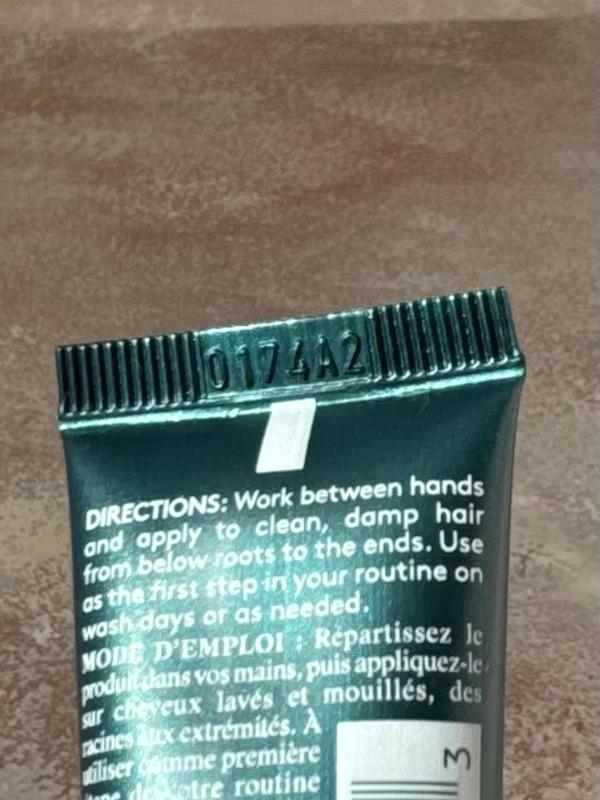 0174A2
DIRECTIONS: Work between hands
and apply to clean, damp hair
from below roots to the ends. Use
as the first step in your routine on
wash days or as needed.
MODE D'EMPLOI : Répartissez le
produit dans vos mains, puis appliquez-le
sur cheveux lavés et mouillés, des
racines aux extrémités. À
utiliser comme première
de votre routine
3